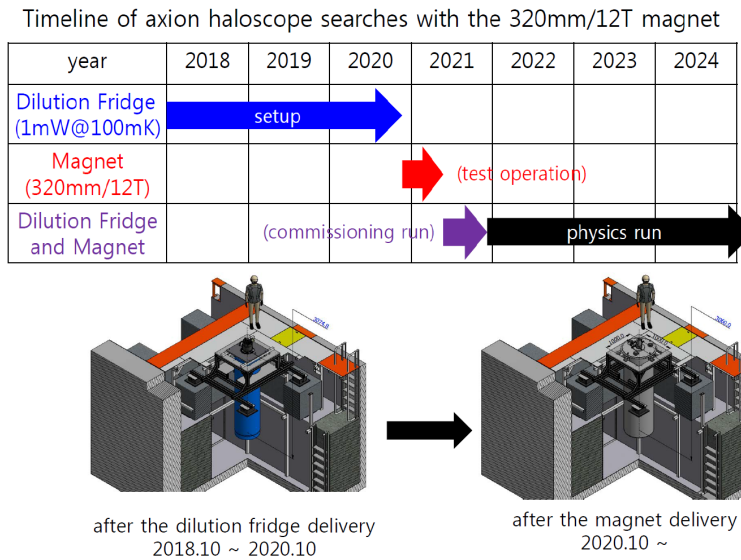 Timeline of axion haloscope searches with the 320mm/12T magnet
year 2018 2019 2020 2021 2022 2023 2024
Dilution Fridge
(1mW@100mK)
setup
Magnet
(320mm/12T)
(test operation)
Dilution Fridge
and Magnet
(commissioning run)
physics run
after the dilution fridge delivery
2018.10 ~ 2020.10
after the magnet delivery
2020.10 ~